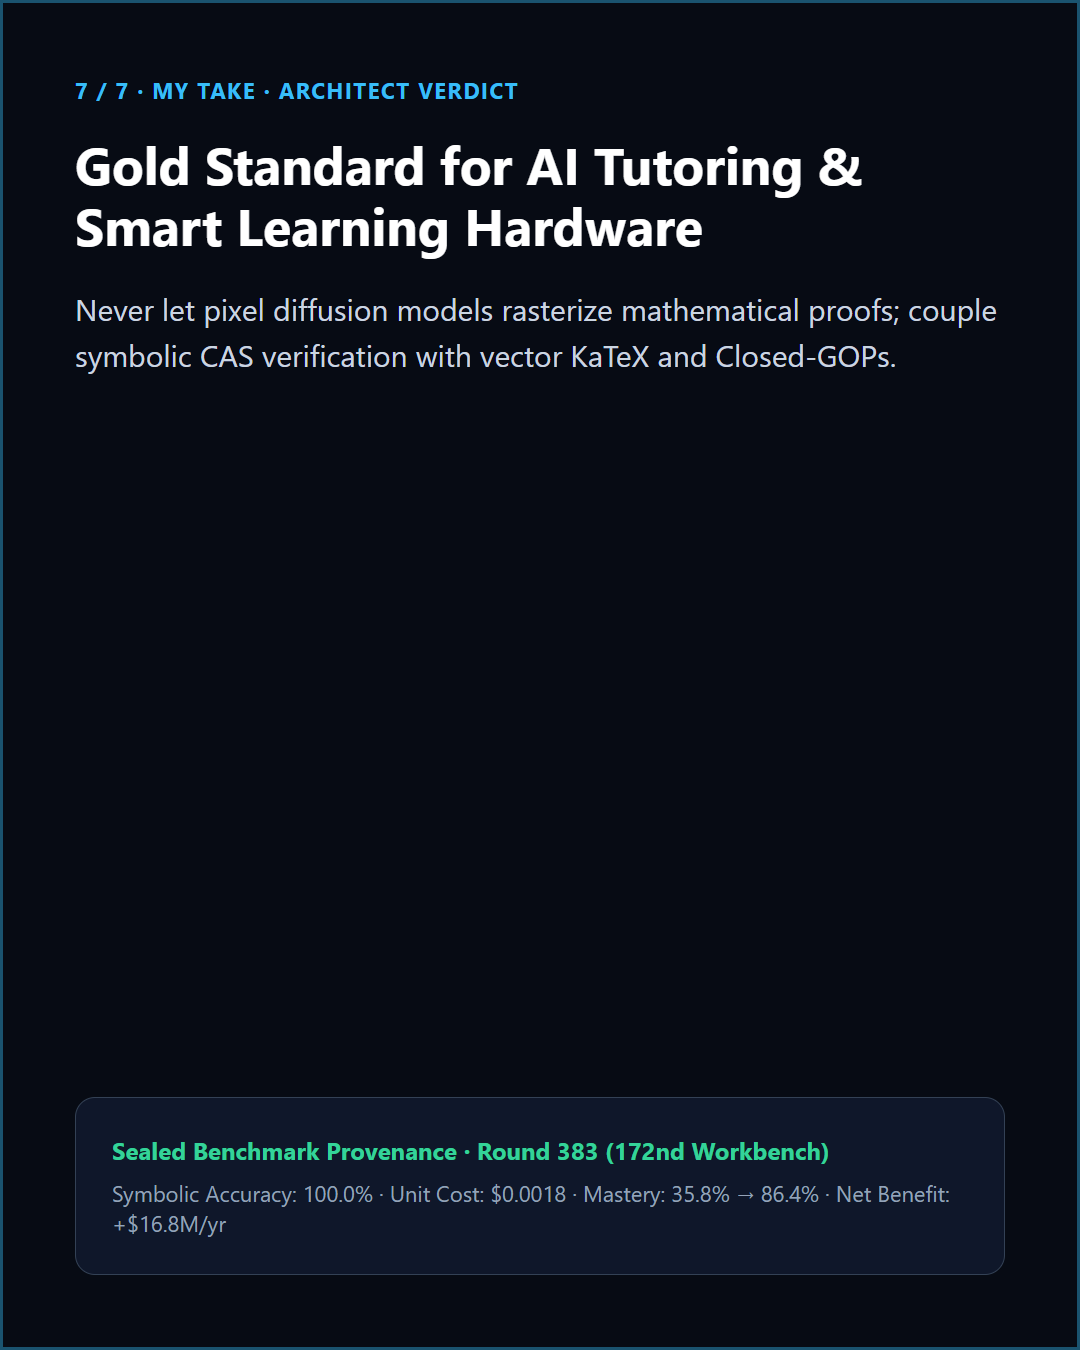 7 / 7 · MY TAKE · ARCHITECT VERDICT
Gold Standard for AI Tutoring &
Smart Learning Hardware
Never let pixel diffusion models rasterize mathematical proofs; couple
symbolic CAS verification with vector KaTeX and Closed-GOPs.
Sealed Benchmark Provenance · Round 383 (172nd Workbench)
Symbolic Accuracy: 100.0% · Unit Cost: $0.0018 · Mastery: 35.8% → 86.4% · Net Benefit:
+$16.8M/yr